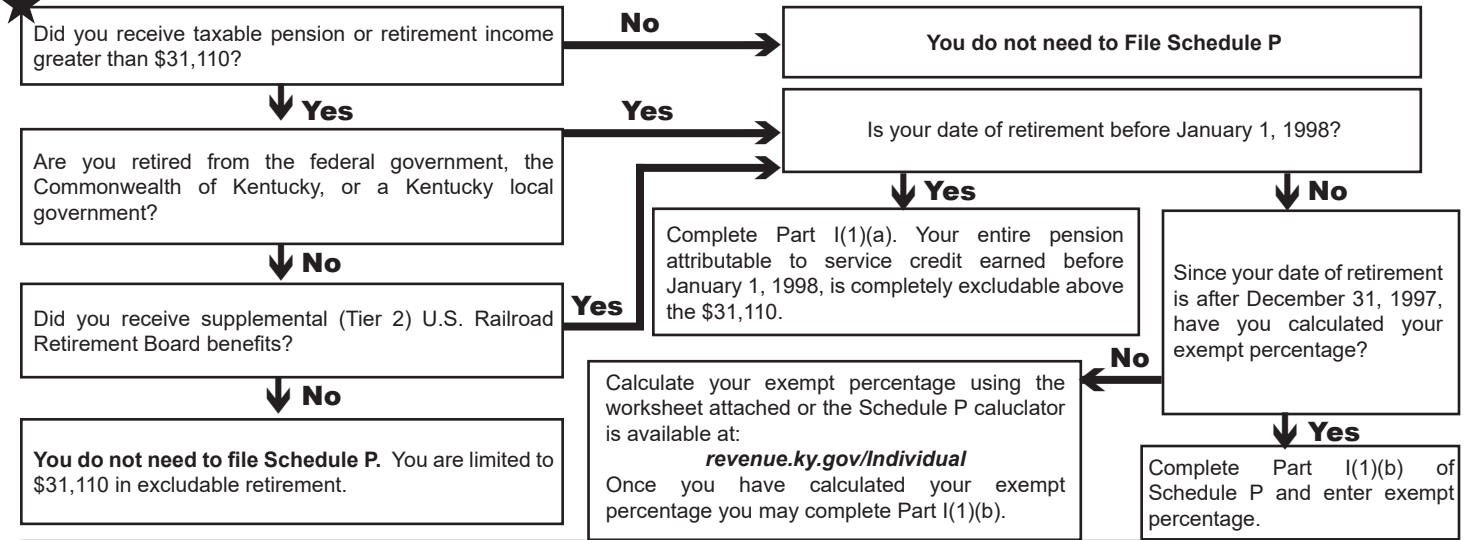 Did you receive taxable pension or retirement income
greater than $31,110?
No
You do not need to File Schedule P
Yes
Are you retired from the federal government, the
Commonwealth of Kentucky, or a Kentucky local
government?
Yes
Is your date of retirement before January 1, 1998?
Yes
Complete Part I(1)(a). Your entire pension
attributable to service credit earned before
January 1, 1998, is completely excludable above
the $31,110.
No
Since your date of retirement
is after December 31, 1997,
have you calculated your
exempt percentage?
No
Did you receive supplemental (Tier 2) U.S. Railroad
Retirement Board benefits?
Yes
No
You do not need to file Schedule P. You are limited to
$31,110 in excludable retirement.
No
Calculate your exempt percentage using the
worksheet attached or the Schedule P caluclator
is available at:
revenue.ky.gov/Individual
Once you have calculated your exempt
percentage you may complete Part I(1)(b).
Yes
Complete Part I(1)(b) of
Schedule P and enter exempt
percentage.